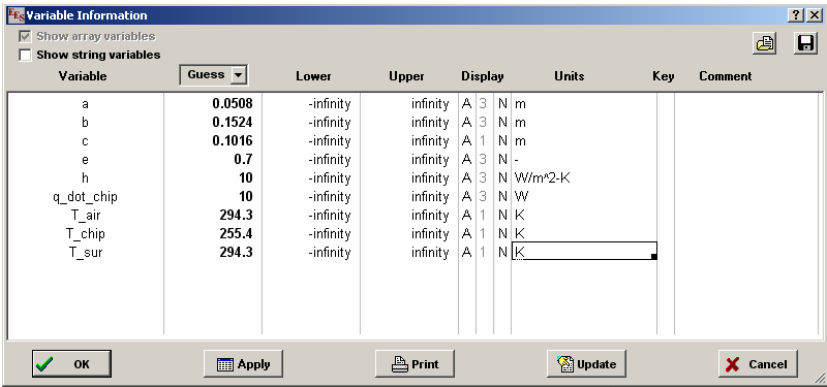 EES Variable Information
Show array variables
Show string variables
Variable Guess Lower Upper Display Units Key Comment
a 0.0508 -infinity infinity A 3 N m
b 0.1524 -infinity infinity A 3 N m
c 0.1016 -infinity infinity A 1 N m
e 0.7 -infinity infinity A 3 N -
h 10 -infinity infinity A 3 N W/m^2-K
q_dot_chip 10 -infinity infinity A 3 N W
T_air 294.3 -infinity infinity A 1 N K
T_chip 255.4 -infinity infinity A 1 N K
T_sur 294.3 -infinity infinity A 1 N K
OK Apply Print Update Cancel